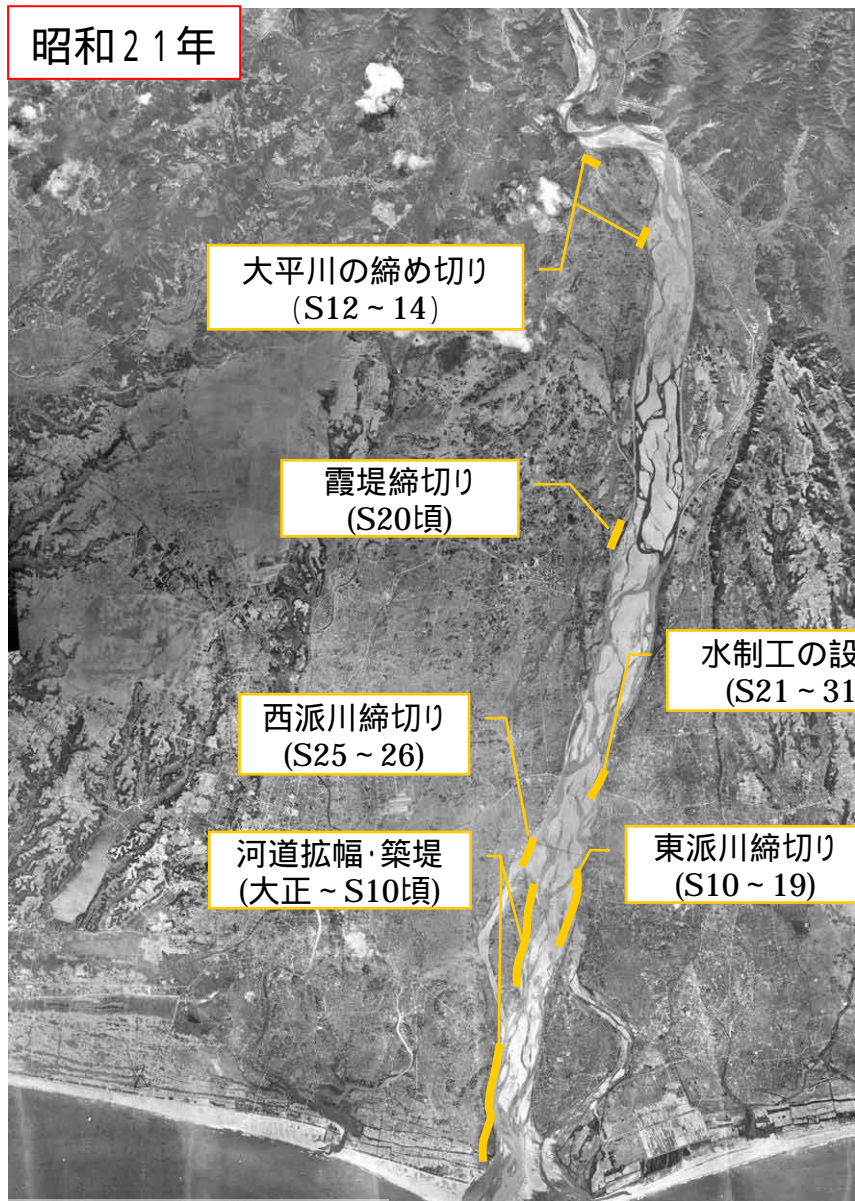 昭和21年
大平川の締め切り
(S12~14)
霞堤締切り
(S20頃)
水制工の設
(S21~31
西派川締切り
(S25~26)
河道拡幅・築堤
(大正~S10頃)
東派川締切り
(S10~19)